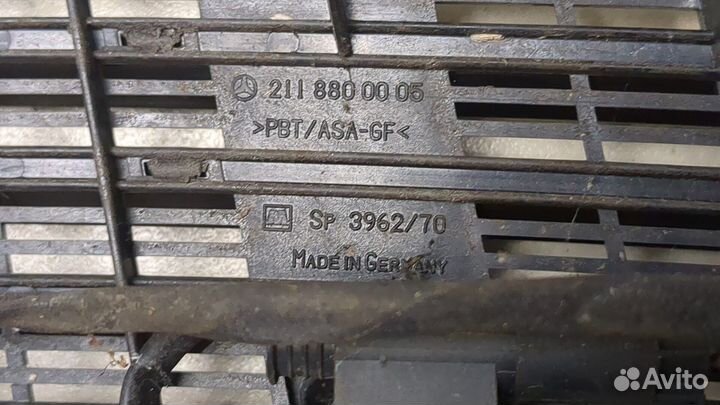 211 880 00 05
>PBT/ASA-GF<
SP 3962/70
MADE IN GERMANY
Avito